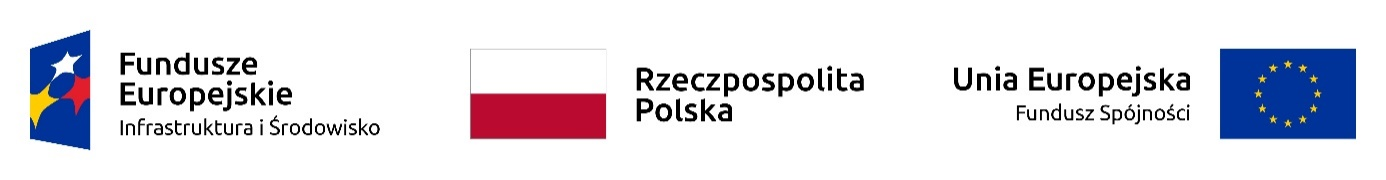 Fundusze
Europejskie
Infrastruktura i Środowisko
Rzeczpospolita
Polska
Unia Europejska
Fundusz Spójności